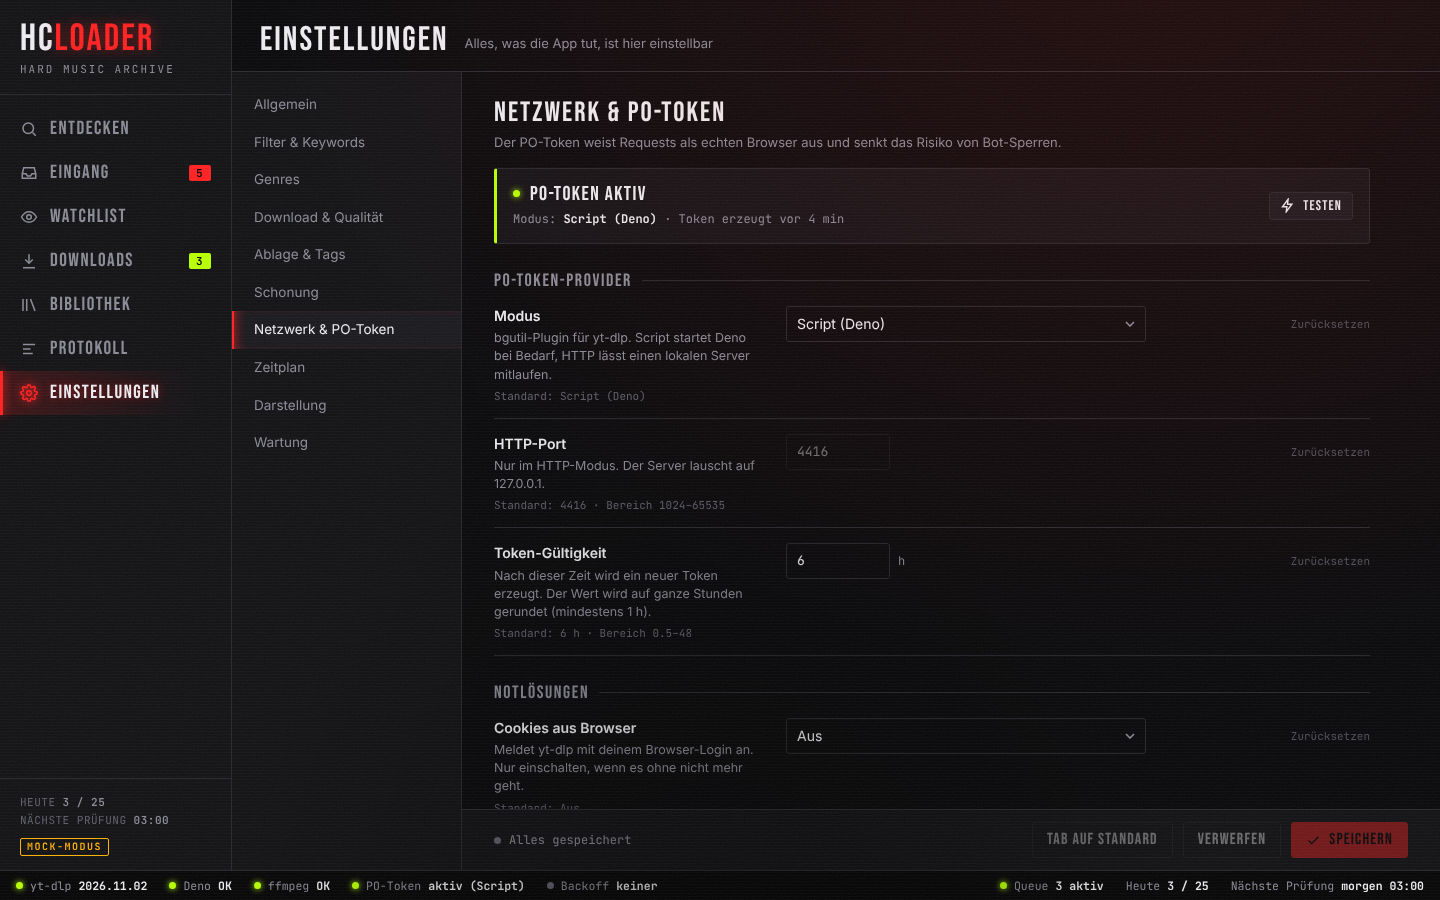 HCLOADER
HARD MUSIC ARCHIVE
ENTDECKEN
EINGANG 5
WATCHLIST
DOWNLOADS 3
BIBLIOTHEK
PROTOKOLL
EINSTELLUNGEN
HEUTE 3 / 25
NÄCHSTE PRÜFUNG 03:00
MOCK-MODUS
EINSTELLUNGEN Alles, was die App tut, ist hier einstellbar
Allgemein
Filter & Keywords
Genres
Download & Qualität
Ablage & Tags
Schonung
Netzwerk & PO-Token
Zeitplan
Darstellung
Wartung
NETZWERK & PO-TOKEN
Der PO-Token weist Requests als echten Browser aus und senkt das Risiko von Bot-Sperren.
PO-TOKEN AKTIV
Modus: Script (Deno) · Token erzeugt vor 4 min
TESTEN
PO-TOKEN-PROVIDER
Modus
bgutil-Plugin für yt-dlp. Script startet Deno
bei Bedarf, HTTP lässt einen lokalen Server
mitlaufen.
Standard: Script (Deno)
Script (Deno)
Zurücksetzen
HTTP-Port
Nur im HTTP-Modus. Der Server lauscht auf
127.0.0.1.
Standard: 4416 · Bereich 1024–65535
4416
Zurücksetzen
Token-Gültigkeit
Nach dieser Zeit wird ein neuer Token
erzeugt. Der Wert wird auf ganze Stunden
gerundet (mindestens 1 h).
Standard: 6 h · Bereich 0.5–48
6 h
Zurücksetzen
NOTLÖSUNGEN
Cookies aus Browser
Meldet yt-dlp mit deinem Browser-Login an.
Nur einschalten, wenn es ohne nicht mehr
geht.
Standard: Aus
Aus
Zurücksetzen
Alles gespeichert
TAB AUF STANDARD
VERWERFEN
SPEICHERN
yt-dlp 2026.11.02 Deno OK ffmpeg OK PO-Token aktiv (Script) Backoff keiner Queue 3 aktiv Heute 3 / 25 Nächste Prüfung morgen 03:00